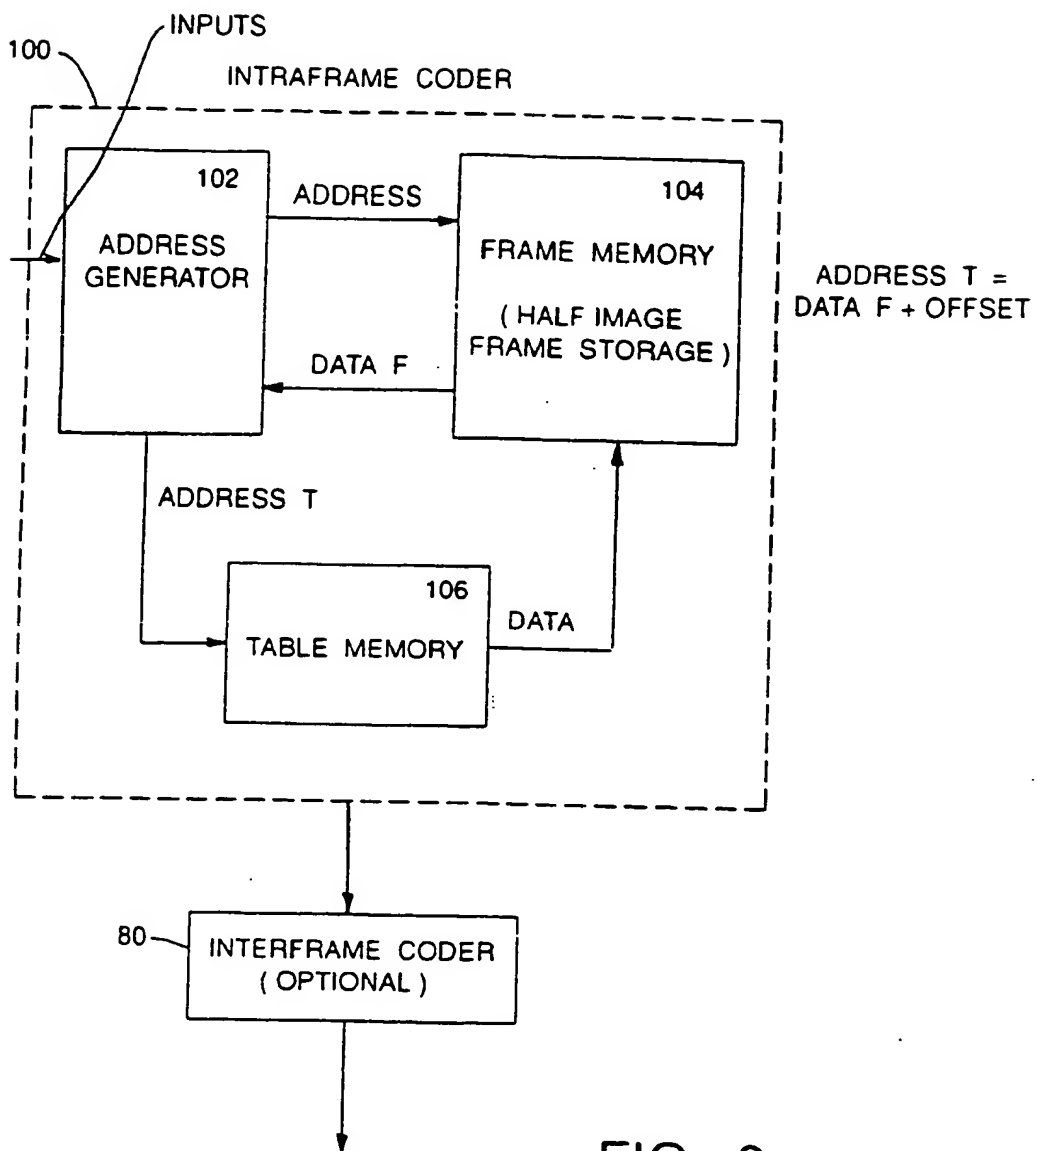 INPUTS
100
INTRAFRAME CODER
102
ADDRESS
GENERATOR
ADDRESS
104
FRAME MEMORY
( HALF IMAGE
FRAME STORAGE )
DATA F
ADDRESS T =
DATA F + OFFSET
ADDRESS T
106
TABLE MEMORY
DATA
80
INTERFRAME CODER
( OPTIONAL )
FIG.